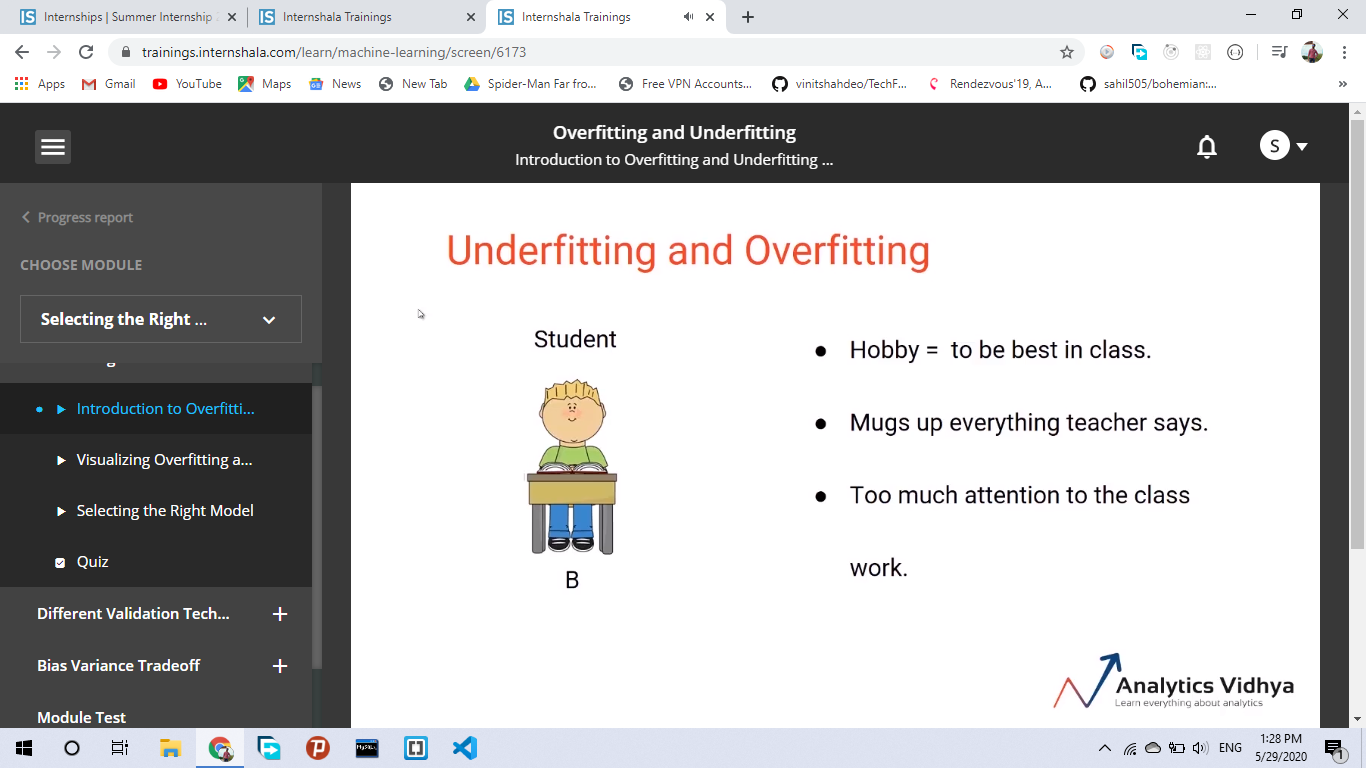 Internships | Summer Internship
Internshala Trainings
Internshala Trainings
trainings.internshala.com/learn/machine-learning/screen/6173
Apps
Gmail
YouTube
Maps
News
New Tab
Spider-Man Far fro...
Free VPN Accounts...
vinitshahdeo/TechF...
Rendezvous'19, A...
sahil505/bohemian:...
»
Overfitting and Underfitting
Introduction to Overfitting and Underfitting ...
S
Progress report
CHOOSE MODULE
Selecting the Right ...
Introduction to Overfitti...
Visualizing Overfitting a...
Selecting the Right Model
Quiz
Different Validation Tech...
Bias Variance Tradeoff
Module Test
Underfitting and Overfitting
Student
B
● Hobby = to be best in class.
● Mugs up everything teacher says.
● Too much attention to the class
work.
Analytics Vidhya
Learn everything about analytics
MySQL
ENG
1:28 PM
5/29/2020
1